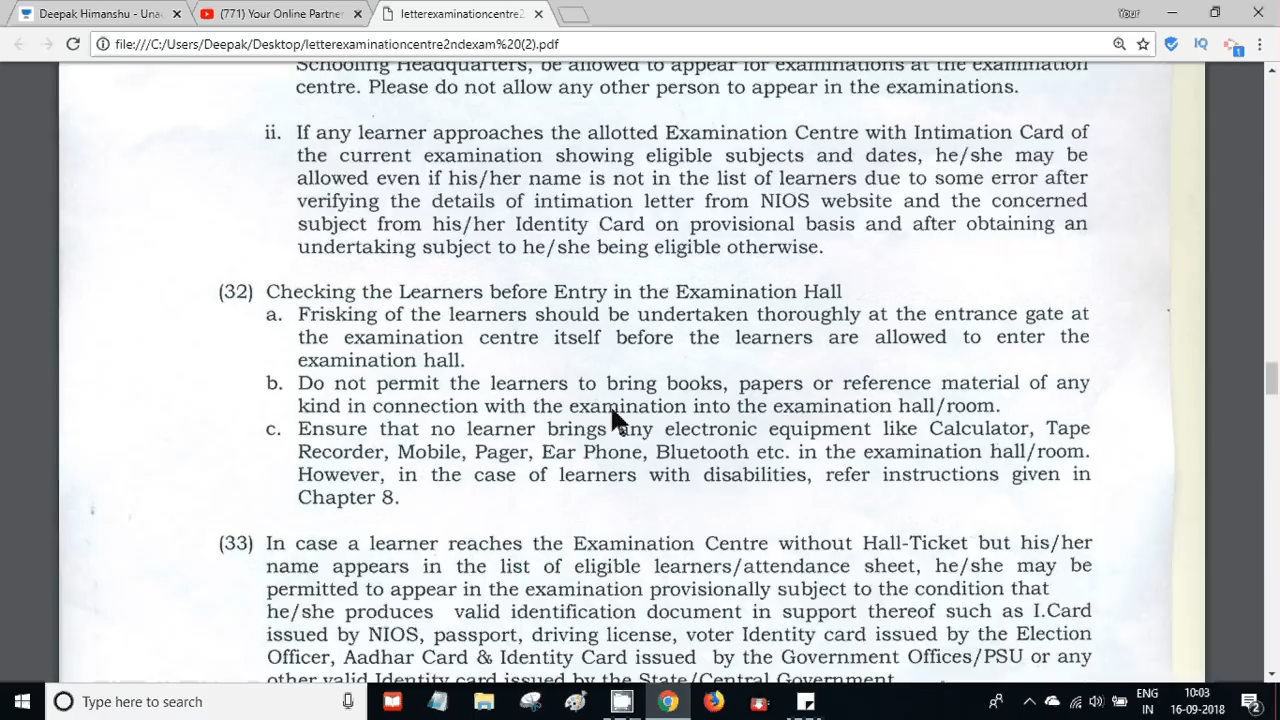 Deepak Himanshu - Una
(771) Your Online Partner
letterexaminationcentre2
Your
file:///C:/Users/Deepak/Desktop/letterexaminationcentre2ndexam%20(2).pdf
IQ
1
Schooling Headquarters, be allowed to appear for examinations at the examination
centre. Please do not allow any other person to appear in the examinations.
ii. If any learner approaches the allotted Examination Centre with Intimation Card of
the current examination showing eligible subjects and dates, he/she may be
allowed even if his/her name is not in the list of learners due to some error after
verifying the details of intimation letter from NIOS website and the concerned
subject from his/her Identity Card on provisional basis and after obtaining an
undertaking subject to he/she being eligible otherwise.
(32) Checking the Learners before Entry in the Examination Hall
a. Frisking of the learners should be undertaken thoroughly at the entrance gate at
the examination centre itself before the learners are allowed to enter the
examination hall.
b. Do not permit the learners to bring books, papers or reference material of any
kind in connection with the examination into the examination hall/room.
c. Ensure that no learner brings any electronic equipment like Calculator, Tape
Recorder, Mobile, Pager, Ear Phone, Bluetooth etc. in the examination hall/room.
However, in the case of learners with disabilities, refer instructions given in
Chapter 8.
(33) In case a learner reaches the Examination Centre without Hall-Ticket but his/her
name appears in the list of eligible learners/attendance sheet, he/she may be
permitted to appear in the examination provisionally subject to the condition that
he/she produces valid identification document in support thereof such as I.Card
issued by NIOS, passport, driving license, voter Identity card issued by the Election
Officer, Aadhar Card & Identity Card issued by the Government Offices/PSU or any
other valid Identity card issued by the State/Central Government.
Type here to search
ENG
IN
10:03
16-09-2018
2